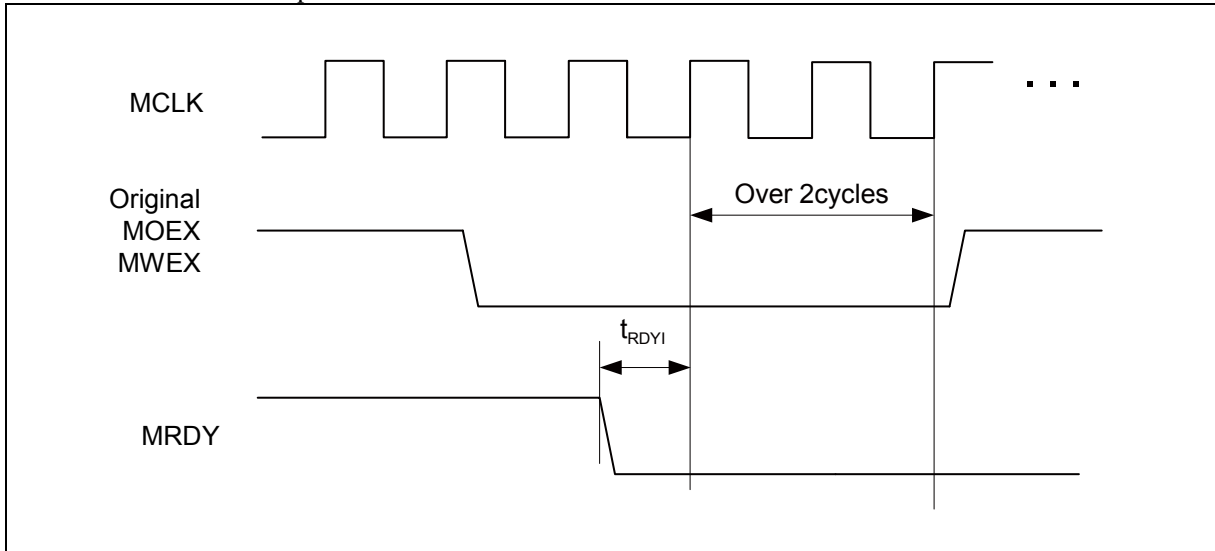 MCLK
. . .
Original
MOEX
MWEX
Over 2cycles
tRDYI
MRDY